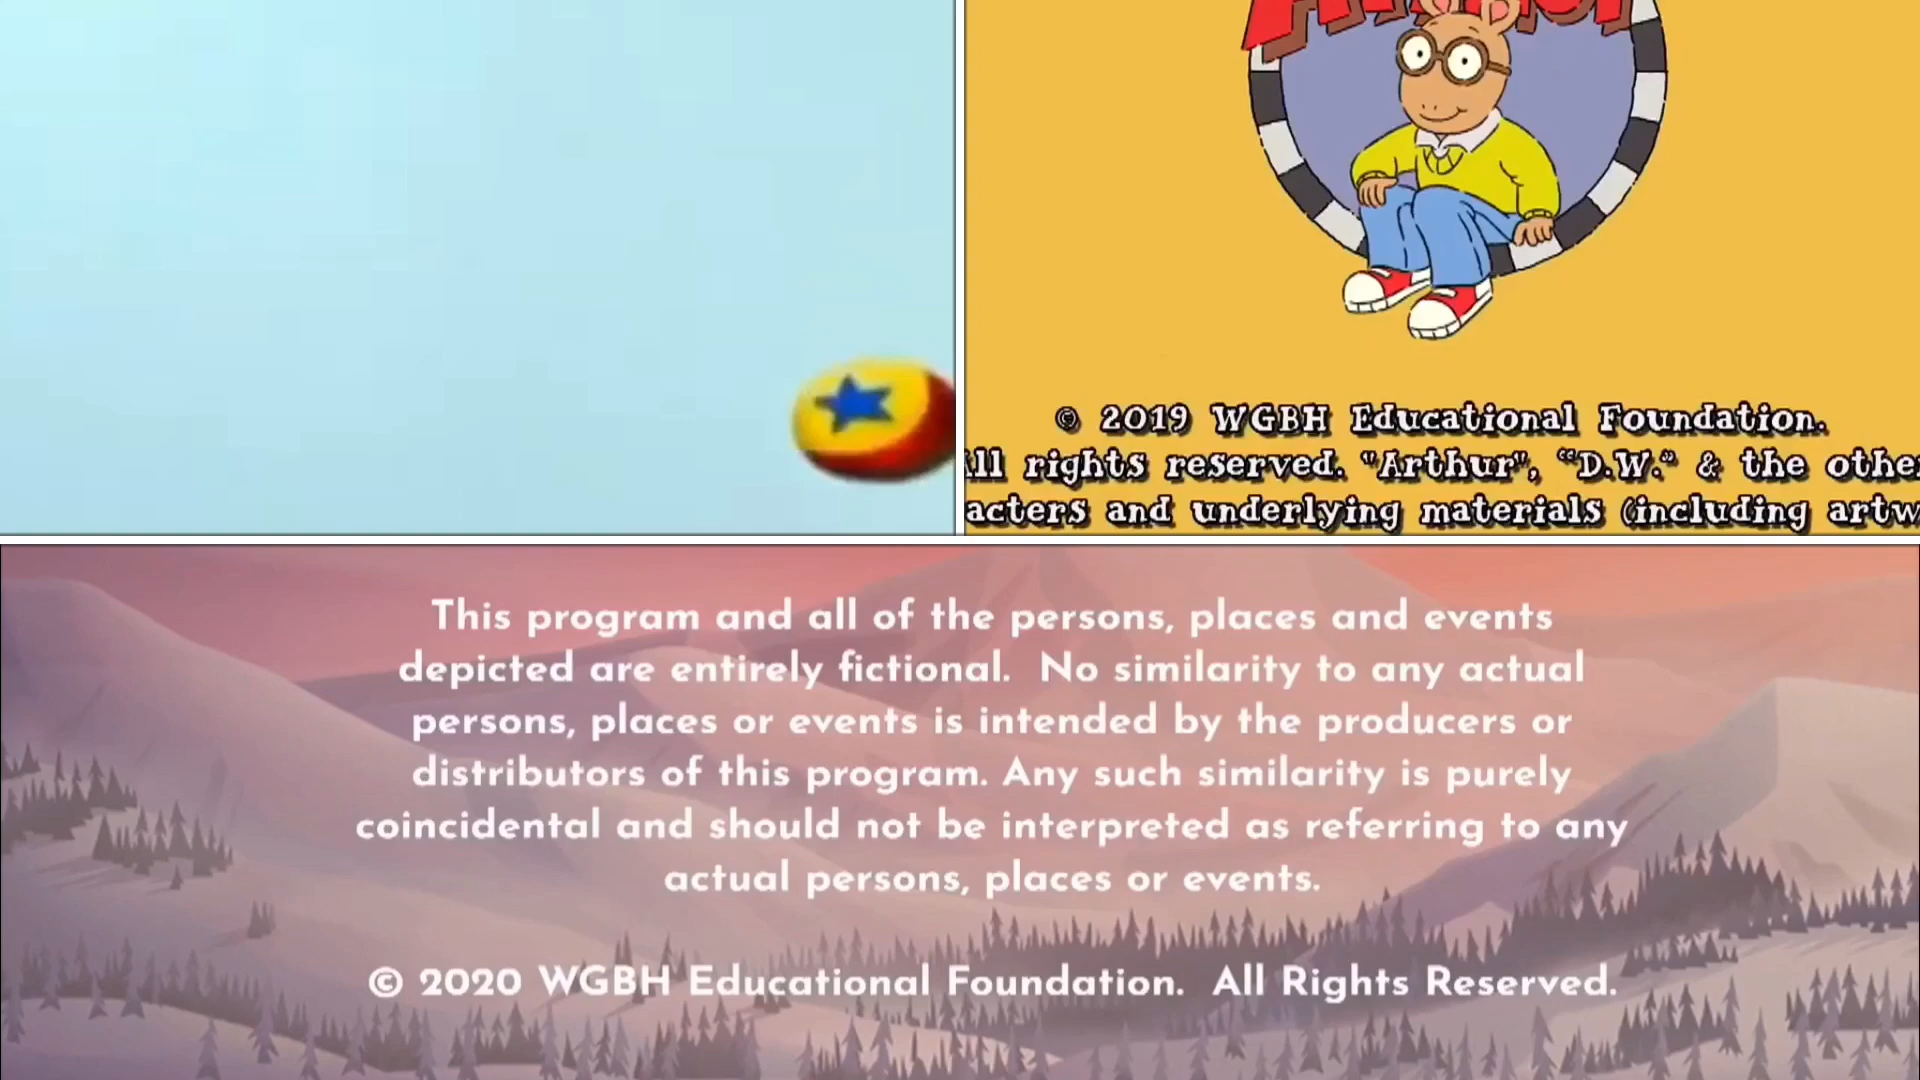 © 2019 WGBH Educational Foundation.
ll rights reserved. "Arthur", "D.W." & the othe
acters and underlying materials (including artw
This program and all of the persons, places and events
depicted are entirely fictional. No similarity to any actual
persons, places or events is intended by the producers or
distributors of this program. Any such similarity is purely
coincidental and should not be interpreted as referring to any
actual persons, places or events.
© 2020 WGBH Educational Foundation. All Rights Reserved.